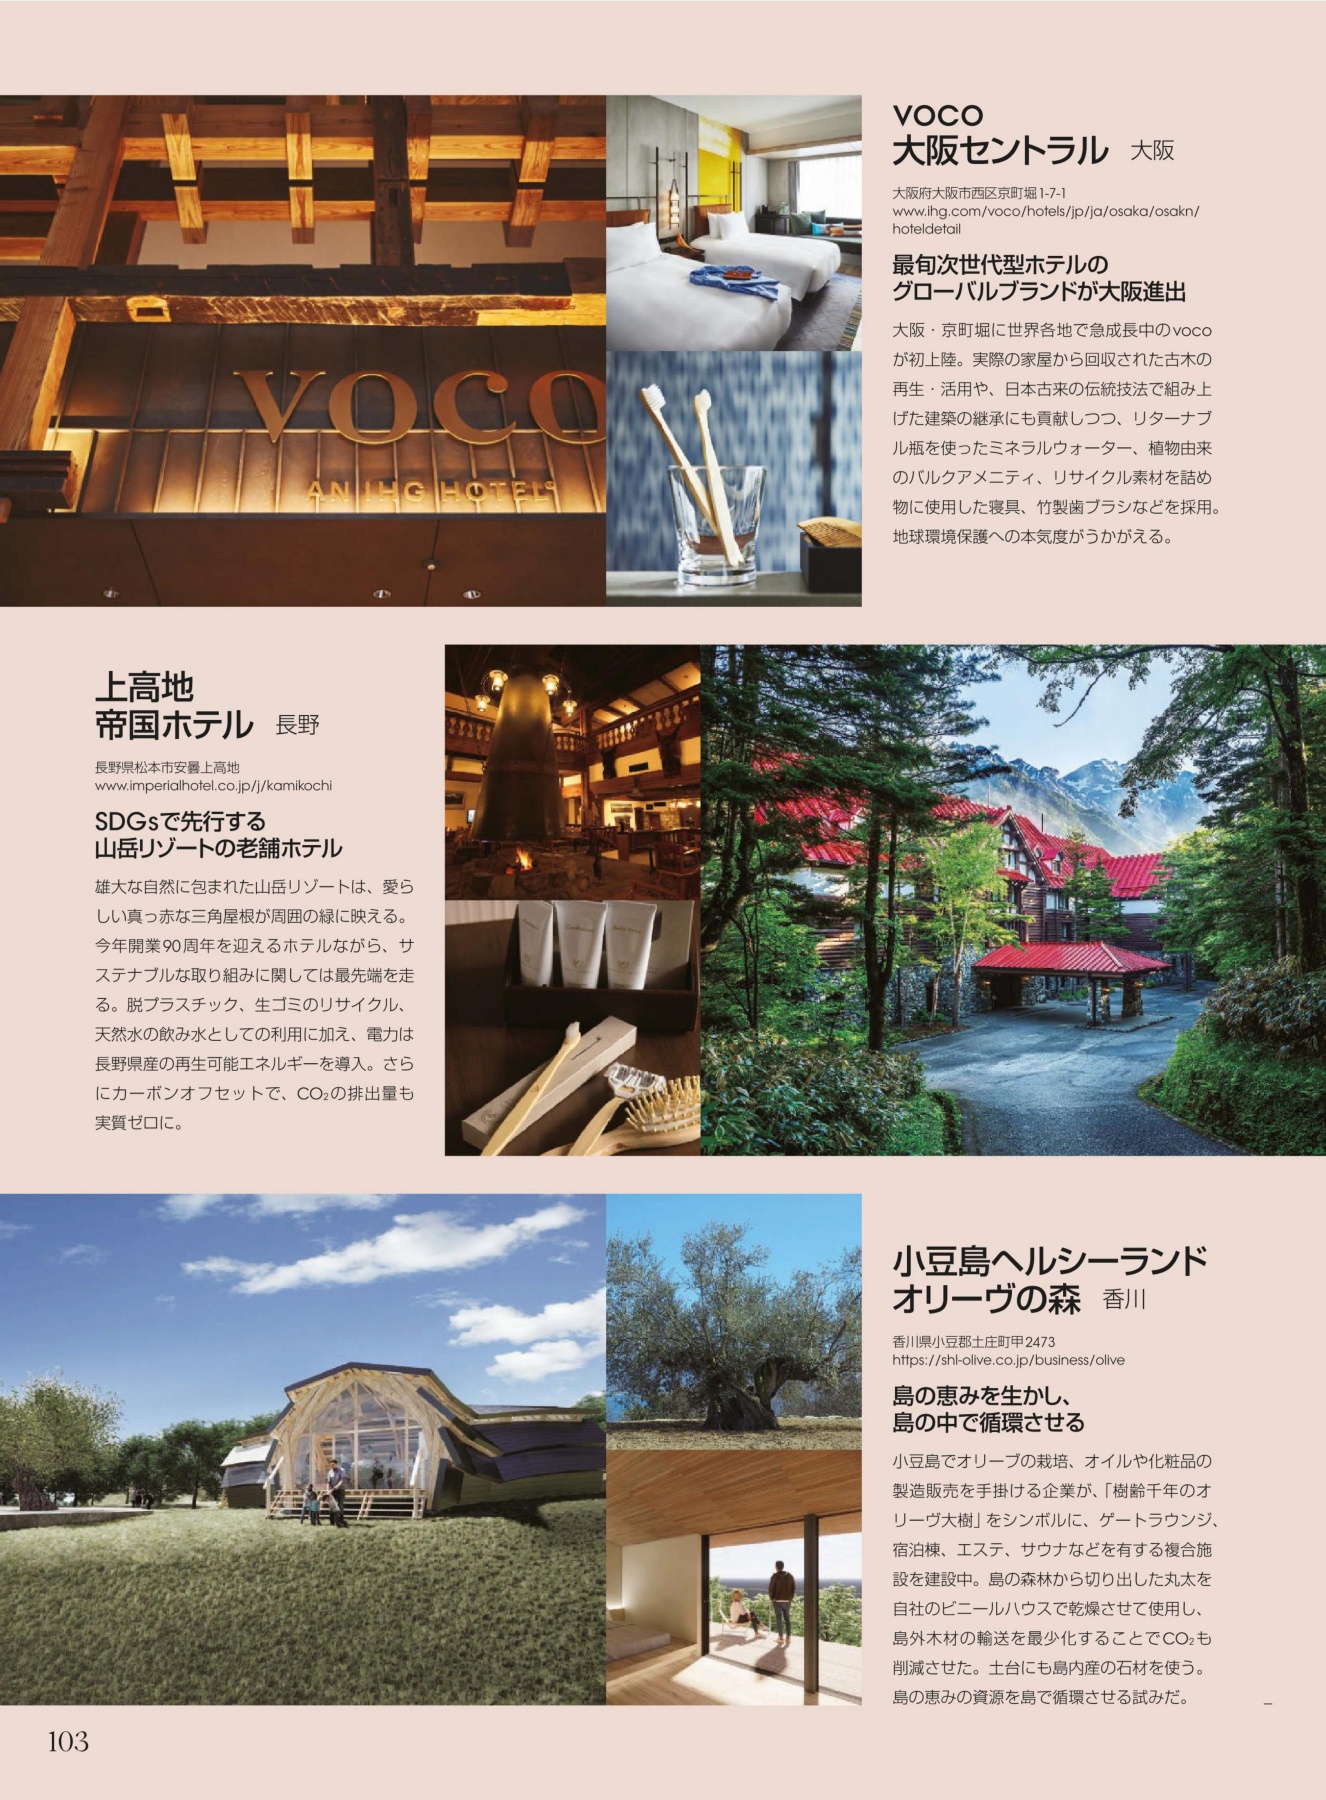 VOCO
AN IHG HOTEL
voco
大阪セントラル 大阪
大阪府大阪市西区京町堀1-7-1
www.ihg.com/voco/hotels/jp/ja/osaka/osakn/
hoteldetail
最旬次世代型ホテルの
グローバルブランドが大阪進出
大阪・京町堀に世界各地で急成長中のvoco
が初上陸。実際の家屋から回収された古木の
再生・活用や、日本古来の伝統技法で組み上
げた建築の継承にも貢献しつつ、リターナブ
ル瓶を使ったミネラルウォーター、植物由来
のバルクアメニティ、リサイクル素材を詰め
物に使用した寝具、竹製歯ブラシなどを採用。
地球環境保護への本気度がうかがえる。
上高地
帝国ホテル 長野
長野県松本市安曇上高地
www.imperialhotel.co.jp/j/kamikochi
SDGsで先行する
山岳リゾートの老舗ホテル
雄大な自然に包まれた山岳リゾートは、愛ら
しい真っ赤な三角屋根が周囲の緑に映える。
今年開業90周年を迎えるホテルながら、サ
ステナブルな取り組みに関しては最先端を走
る。脱プラスチック、生ゴミのリサイクル、
天然水の飲み水としての利用に加え、電力は
長野県産の再生可能エネルギーを導入。さら
にカーボンオフセットで、CO₂の排出量も
実質ゼロに。
小豆島ヘルシーランド
オリーヴの森 香川
香川県小豆郡土庄町甲2473
https://shl-olive.co.jp/business/olive
島の恵みを生かし、
島の中で循環させる
小豆島でオリーブの栽培、オイルや化粧品の
製造販売を手掛ける企業が、「樹齢千年のオ
リーヴ大樹」をシンボルに、ゲートラウンジ、
宿泊棟、エステ、サウナなどを有する複合施
設を建設中。島の森林から切り出した丸太を
自社のビニールハウスで乾燥させて使用し、
島外木材の輸送を最少化することでCO₂も
削減させた。土台にも島内産の石材を使う。
島の恵みの資源を島で循環させる試みだ。
103